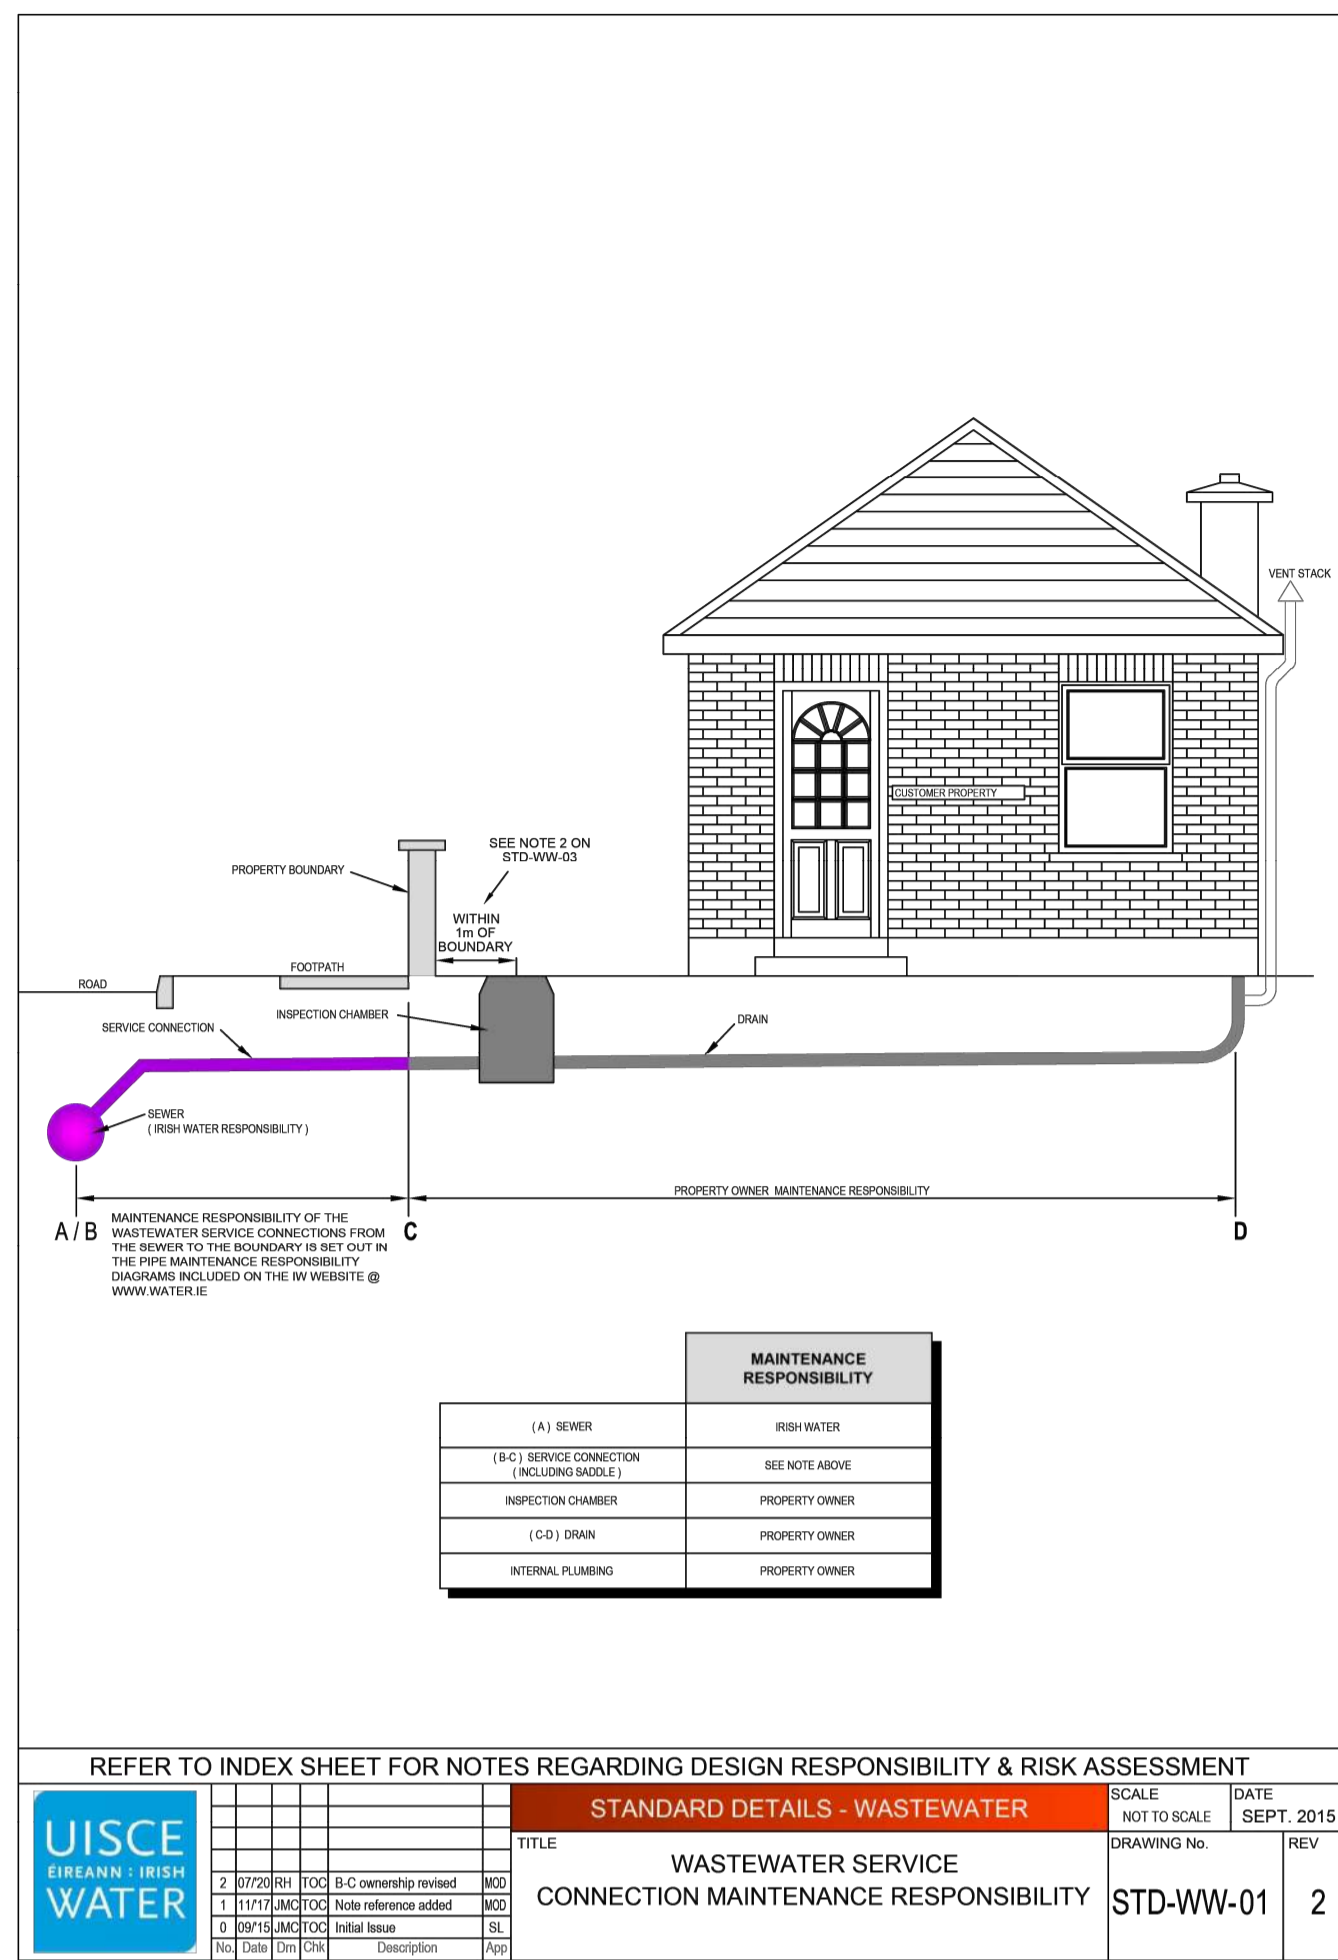 VENT STACK
CUSTOMER PROPERTY
SEE NOTE 2 ON
STD-WW-03
PROPERTY BOUNDARY
WITHIN
1m OF
BOUNDARY
FOOTPATH
ROAD
INSPECTION CHAMBER
SERVICE CONNECTION
DRAIN
SEWER
( IRISH WATER RESPONSIBILITY )
PROPERTY OWNER MAINTENANCE RESPONSIBILITY
A / B
C
D
MAINTENANCE RESPONSIBILITY OF THE
WASTEWATER SERVICE CONNECTIONS FROM
THE SEWER TO THE BOUNDARY IS SET OUT IN
THE PIPE MAINTENANCE RESPONSIBILITY
DIAGRAMS INCLUDED ON THE IW WEBSITE @
WWW.WATER.IE
MAINTENANCE
RESPONSIBILITY
( A ) SEWER IRISH WATER
( B-C ) SERVICE CONNECTION
( INCLUDING SADDLE ) SEE NOTE ABOVE
INSPECTION CHAMBER PROPERTY OWNER
( C-D ) DRAIN PROPERTY OWNER
INTERNAL PLUMBING PROPERTY OWNER
REFER TO INDEX SHEET FOR NOTES REGARDING DESIGN RESPONSIBILITY & RISK ASSESSMENT
UISCE
ÉIREANN : IRISH
WATER
2 07/'20 RH TOC B-C ownership revised MOD
1 11/'17 JMC TOC Note reference added MOD
0 09/'15 JMC TOC Initial Issue SL
No. Date Drn Chk Description App
STANDARD DETAILS - WASTEWATER
TITLE
WASTEWATER SERVICE
CONNECTION MAINTENANCE RESPONSIBILITY
SCALE
NOT TO SCALE
DATE
SEPT. 2015
DRAWING No.
STD-WW-01
REV
2